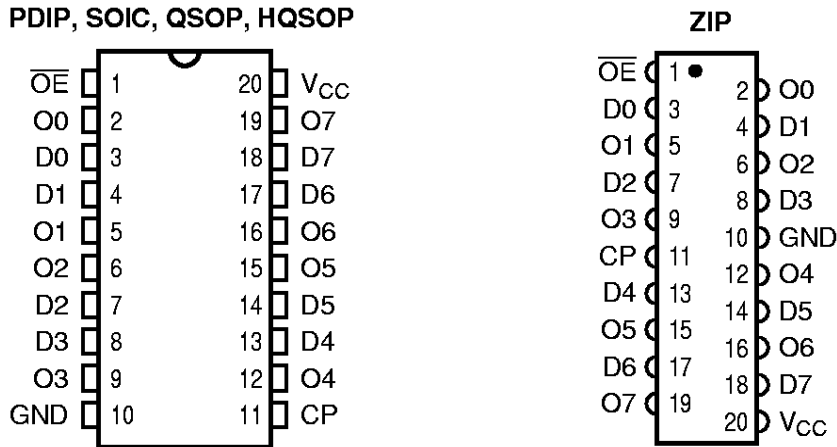 PDIP, SOIC, QSOP, HQSOP
O̅E̅ 1 20 VCC
O0 2 19 O7
D0 3 18 D7
D1 4 17 D6
O1 5 16 O6
O2 6 15 O5
D2 7 14 D5
D3 8 13 D4
O3 9 12 O4
GND 10 11 CP
ZIP
O̅E̅ 1
2 O0
D0 3
4 D1
O1 5
6 O2
D2 7
8 D3
O3 9
10 GND
CP 11
12 O4
D4 13
14 D5
O5 15
16 O6
D6 17
18 D7
O7 19
20 VCC